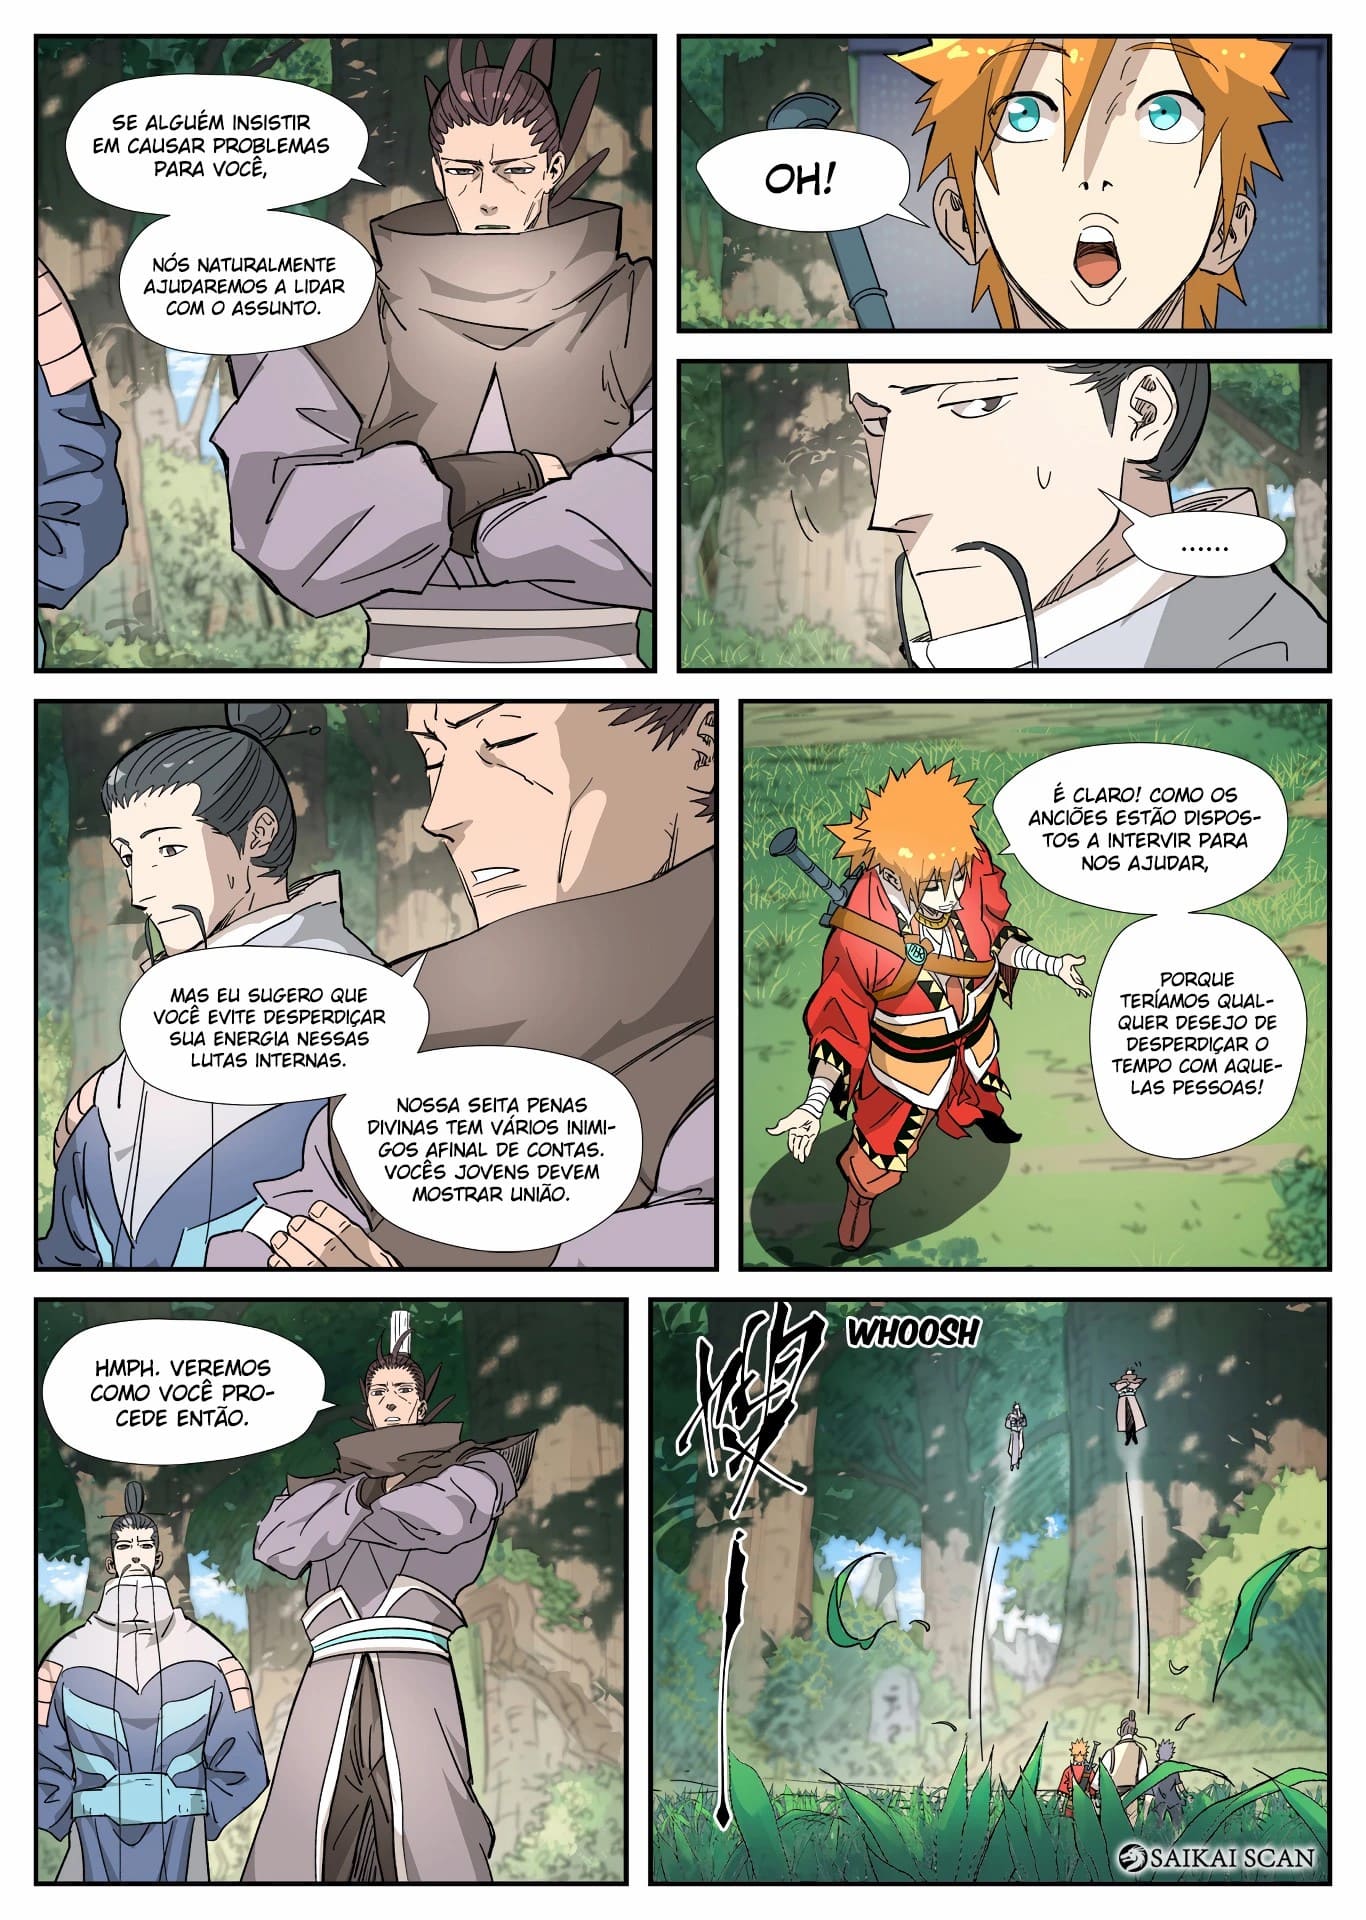 SE ALGUÉM INSISTIR
EM CAUSAR PROBLEMAS
PARA VOCÊ,
NÓS NATURALMENTE
AJUDAREMOS A LIDAR
COM O ASSUNTO.
OH!
......
MAS EU SUGERO QUE
VOCÊ EVITE DESPERDIÇAR
SUA ENERGIA NESSAS
LUTAS INTERNAS.
NOSSA SEITA PENAS
DIVINAS TEM VÁRIOS INIMI-
GOS AFINAL DE CONTAS.
VOCÊS JOVENS DEVEM
MOSTRAR UNIÃO.
É CLARO! COMO OS
ANCIÕES ESTÃO DISPOS-
TOS A INTERVIR PARA
NOS AJUDAR,
PORQUE
TERÍAMOS QUAL-
QUER DESEJO DE
DESPERDIÇAR O
TEMPO COM AQUE-
LAS PESSOAS!
HMPH. VEREMOS
COMO VOCÊ PRO-
CEDE ENTÃO.
WHOOSH
SAIKAI SCAN